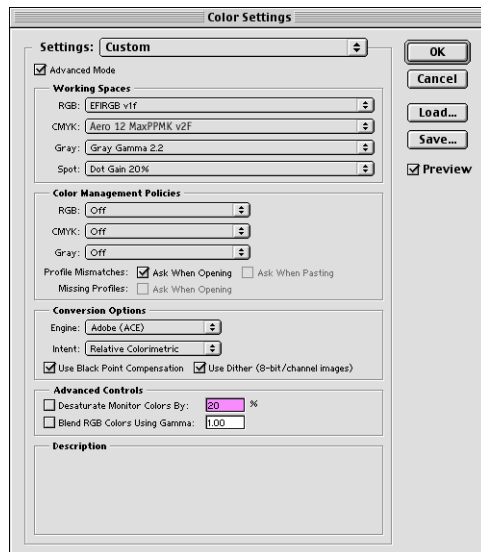 Color Settings
Settings: Custom
OK
Advanced Mode
Cancel
Working Spaces
RGB: EFIRGB v1f
Load...
CMYK: Aero 12 MaxPPMK v2F
Gray: Gray Gamma 2.2
Save...
Spot: Dot Gain 20%
Preview
Color Management Policies
RGB: Off
CMYK: Off
Gray: Off
Profile Mismatches: Ask When Opening Ask When Pasting
Missing Profiles: Ask When Opening
Conversion Options
Engine: Adobe (ACE)
Intent: Relative Colorimetric
Use Black Point Compensation Use Dither (8-bit/channel images)
Advanced Controls
Desaturate Monitor Colors By: 20 %
Blend RGB Colors Using Gamma: 1.00
Description